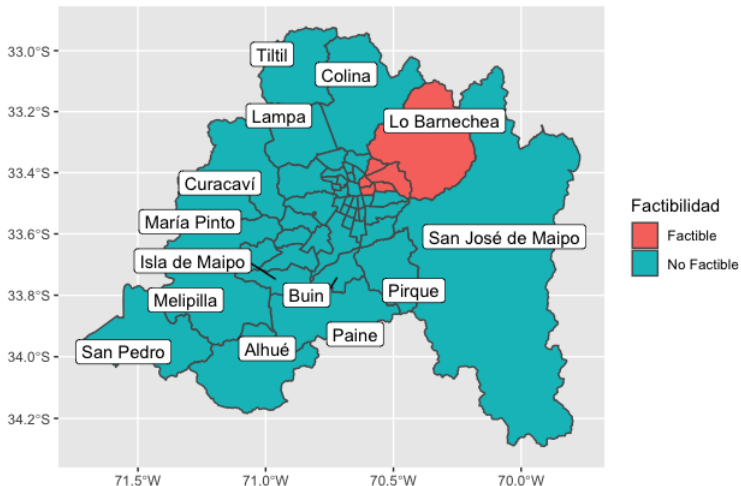 33.0°S
33.2°S
33.4°S
33.6°S
33.8°S
34.0°S
34.2°S
Tiltil
Colina
Lampa
Lo Barnechea
Curacaví
María Pinto
San José de Maipo
Isla de Maipo
Melipilla
Buin
Pirque
Paine
San Pedro
Alhué
71.5°W
71.0°W
70.5°W
70.0°W
Factibilidad
Factible
No Factible